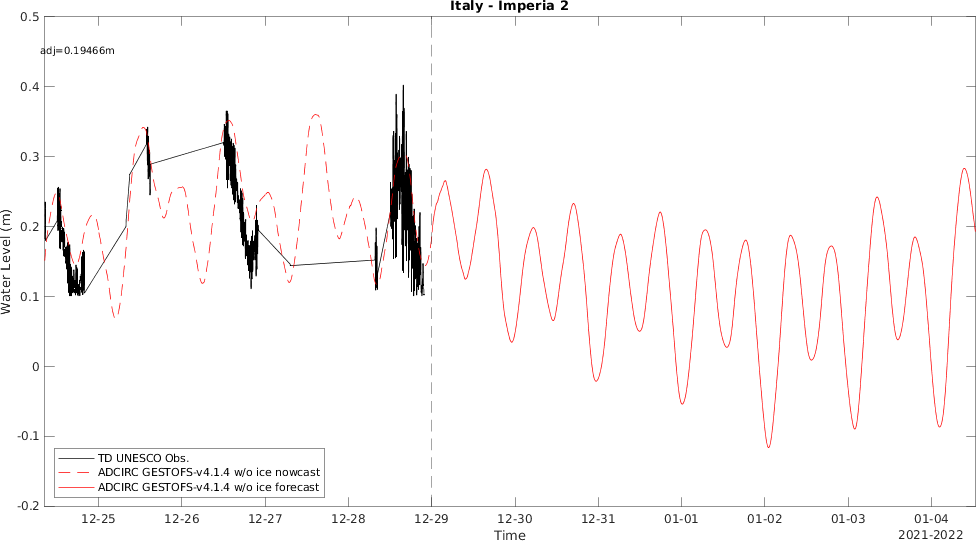 Italy - Imperia 2
adj=0.19466m
0.5
0.4
0.3
0.2
0.1
0
-0.1
-0.2
Water Level (m)
TD UNESCO Obs.
ADCIRC GESTOFS-v4.1.4 w/o ice nowcast
ADCIRC GESTOFS-v4.1.4 w/o ice forecast
12-25 12-26 12-27 12-28 12-29 12-30 12-31 01-01 01-02 01-03 01-04
Time
2021-2022